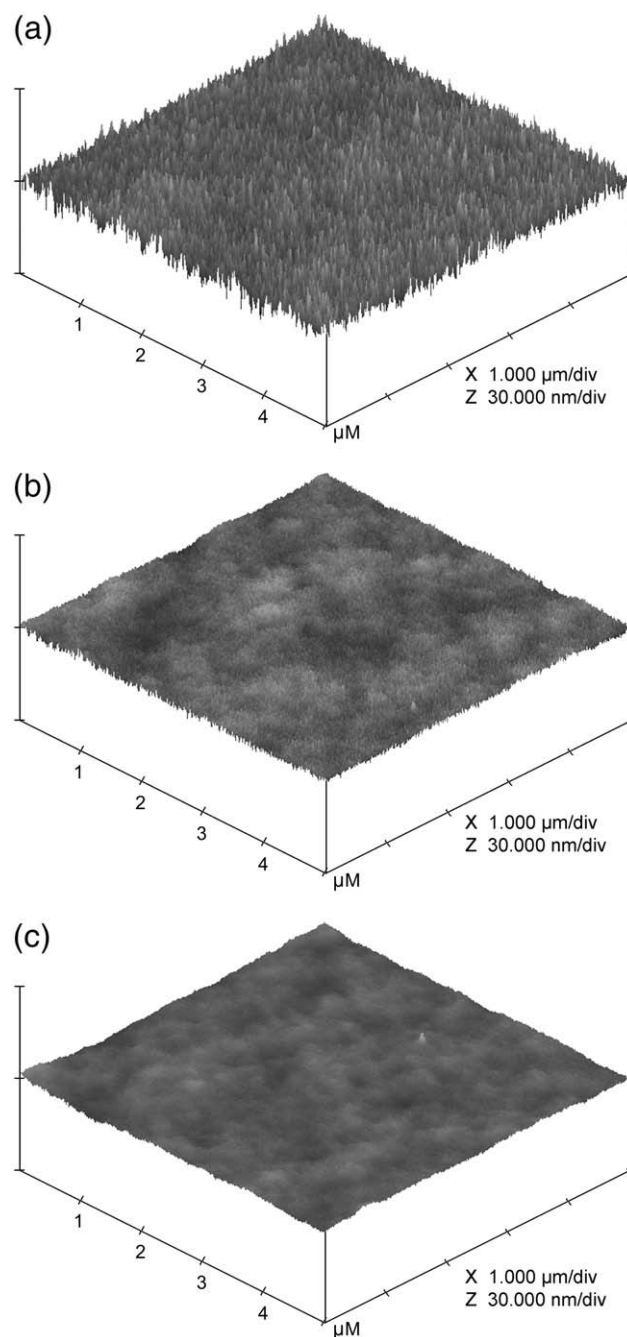 (a)
1
2
3
4
µM
X 1.000 µm/div
Z 30.000 nm/div
(b)
1
2
3
4
µM
X 1.000 µm/div
Z 30.000 nm/div
(c)
1
2
3
4
µM
X 1.000 µm/div
Z 30.000 nm/div